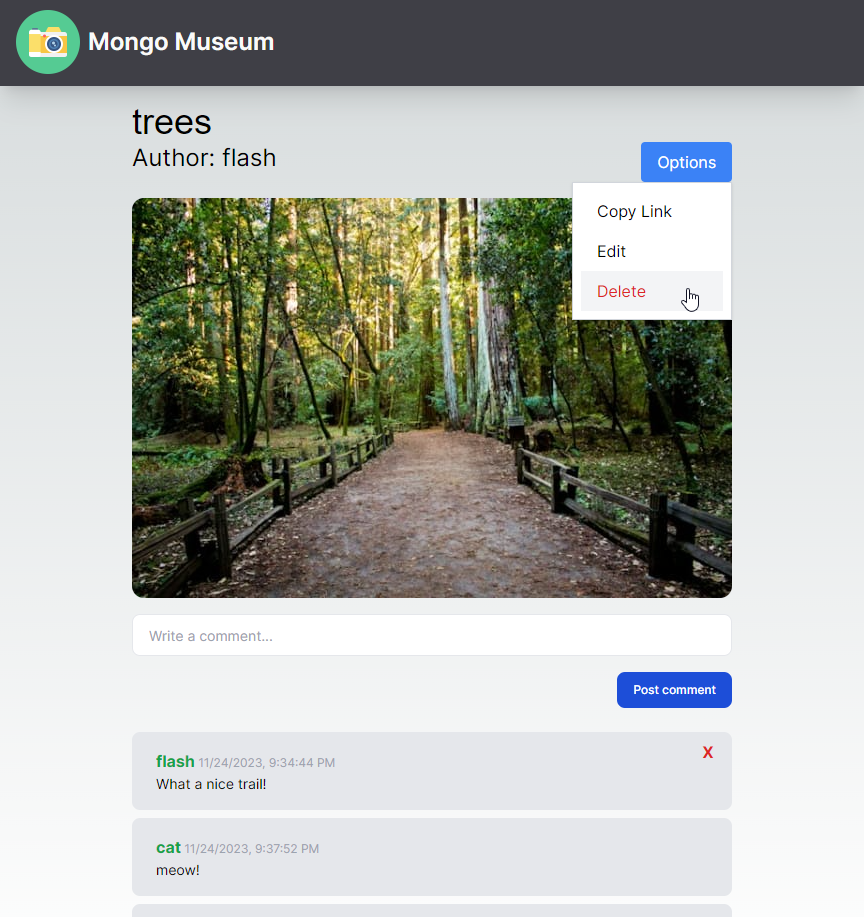 Mongo Museum
trees
Author: flash
Options
Copy Link
Edit
Delete
Write a comment...
Post comment
flash 11/24/2023, 9:34:44 PM
X
What a nice trail!
cat 11/24/2023, 9:37:52 PM
meow!